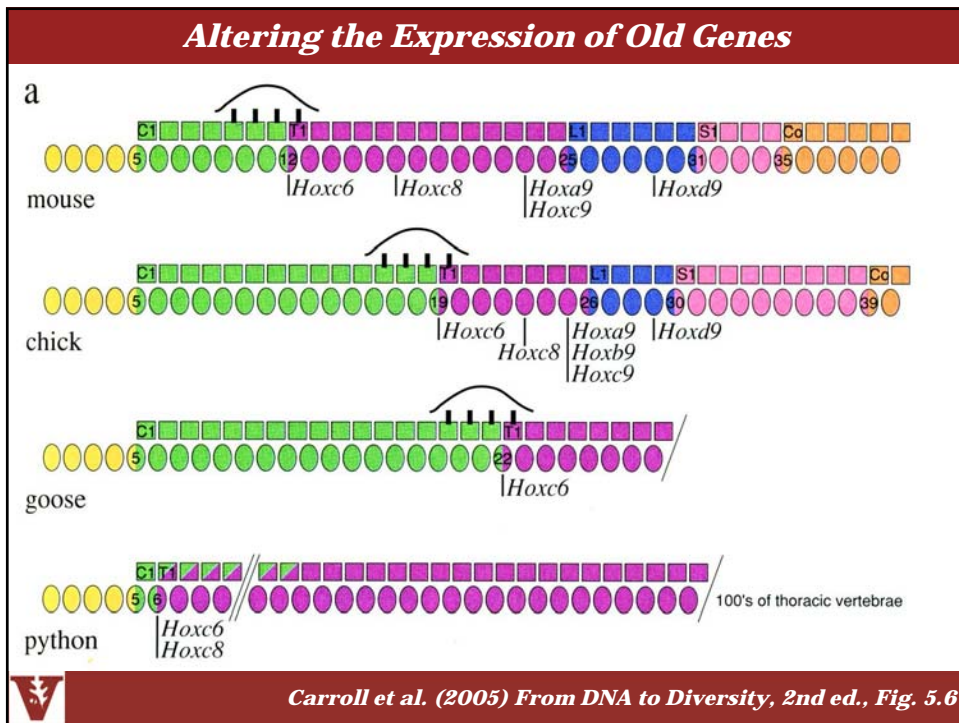 Altering the Expression of Old Genes
a
C1 T1 L1 S1 Co
5 12 25 31 35
Hoxc6 Hoxc8 Hoxa9 Hoxd9
Hoxc9
mouse
C1 T1 L1 S1 Co
5 19 26 30 39
Hoxc6 Hoxa9 Hoxd9
Hoxc8 Hoxb9
Hoxc9
chick
C1 T1
5 22
Hoxc6
goose
C1 T1
5 6 100's of thoracic vertebrae
Hoxc6
Hoxc8
python
V
Carroll et al. (2005) From DNA to Diversity, 2nd ed., Fig. 5.6